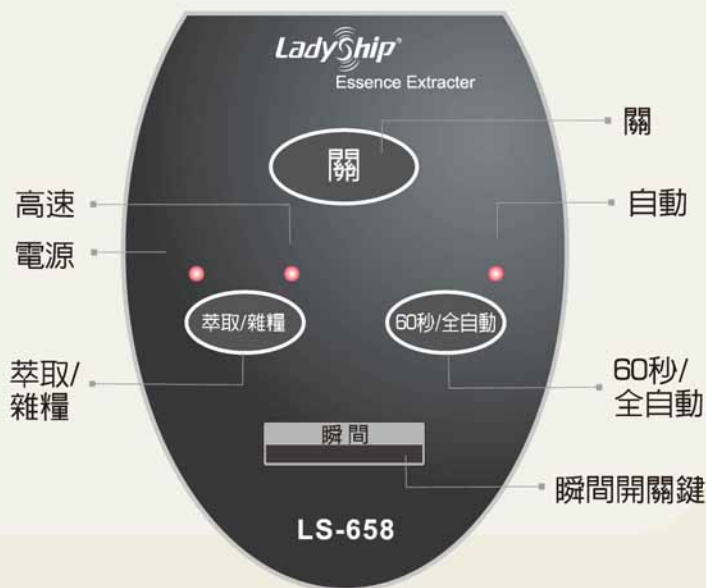 LadyShip®
Essence Extracter
關
關
高速
自動
電源
萃取/雜糧
60秒/全自動
萃取/
雜糧
60秒/
全自動
瞬間
瞬間開關鍵
LS-658